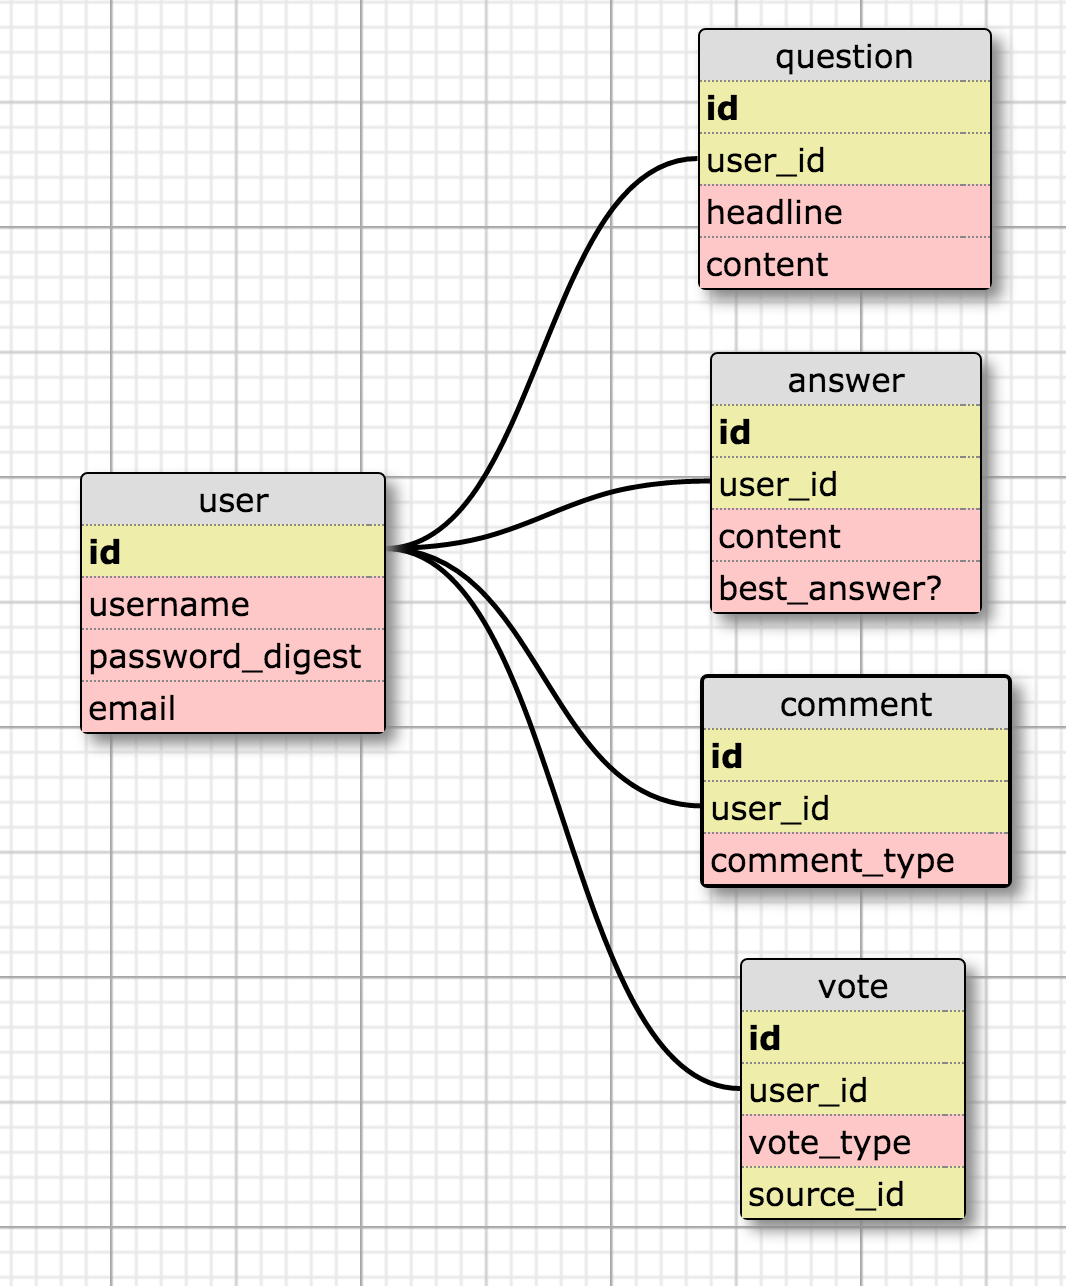 user
id
username
password_digest
email
question
id
user_id
headline
content
answer
id
user_id
content
best_answer?
comment
id
user_id
comment_type
vote
id
user_id
vote_type
source_id